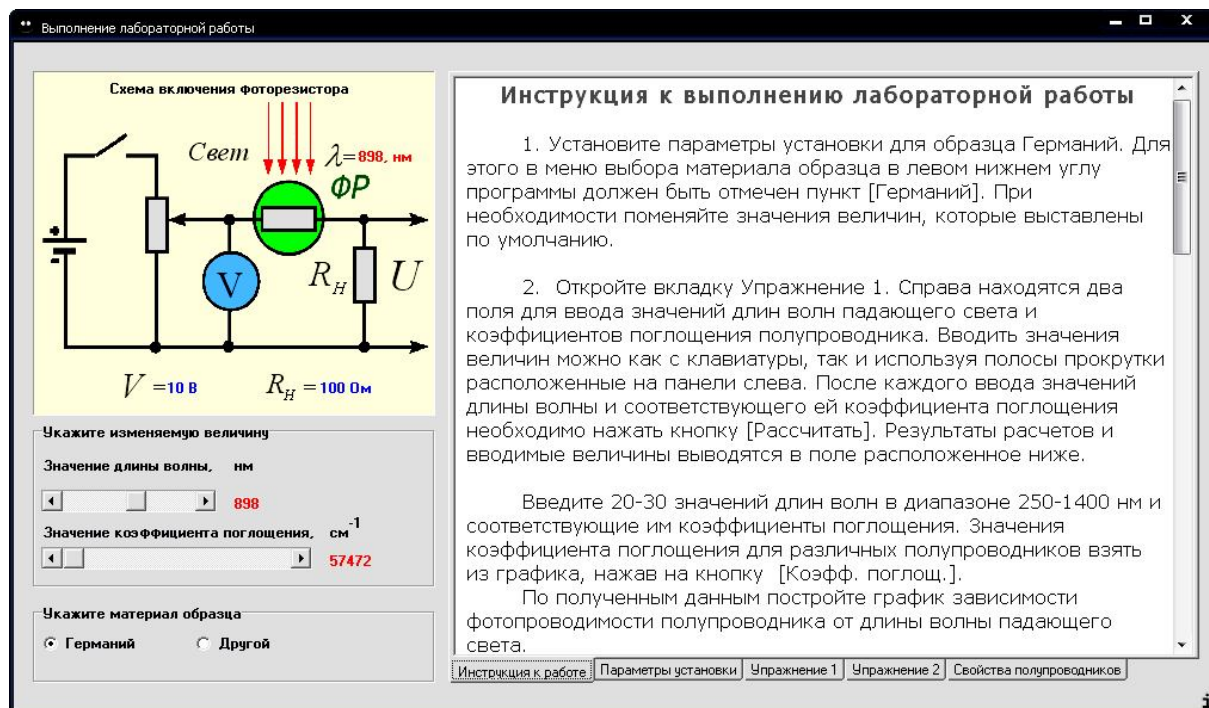 Выполнение лабораторной работы
Схема включения фоторезистора
Свет
λ=898, нм
ФР
V
R_H
U
V =10 В
R_H = 100 Ом
Укажите изменяемую величину
Значение длины волны, нм
898
Значение коэффициента поглощения, см⁻¹
57472
Укажите материал образца
Германий
Другой
Инструкция к выполнению лабораторной работы
1. Установите параметры установки для образца Германий. Для
этого в меню выбора материала образца в левом нижнем углу
программы должен быть отмечен пункт [Германий]. При
необходимости поменяйте значения величин, которые выставлены
по умолчанию.
2. Откройте вкладку Упражнение 1. Справа находятся два
поля для ввода значений длин волн падающего света и
коэффициентов поглощения полупроводника. Вводить значения
величин можно как с клавиатуры, так и используя полосы прокрутки
расположенные на панели слева. После каждого ввода значений
длины волны и соответствующего ей коэффициента поглощения
необходимо нажать кнопку [Рассчитать]. Результаты расчетов и
вводимые величины выводятся в поле расположенное ниже.
Введите 20-30 значений длин волн в диапазоне 250-1400 нм и
соответствующие им коэффициенты поглощения. Значения
коэффициента поглощения для различных полупроводников взять
из графика, нажав на кнопку [Коэфф. поглощ.].
По полученным данным постройте график зависимости
фотопроводимости полупроводника от длины волны падающего
света.
Инструкция к работе
Параметры установки
Упражнение 1
Упражнение 2
Свойства полупроводников